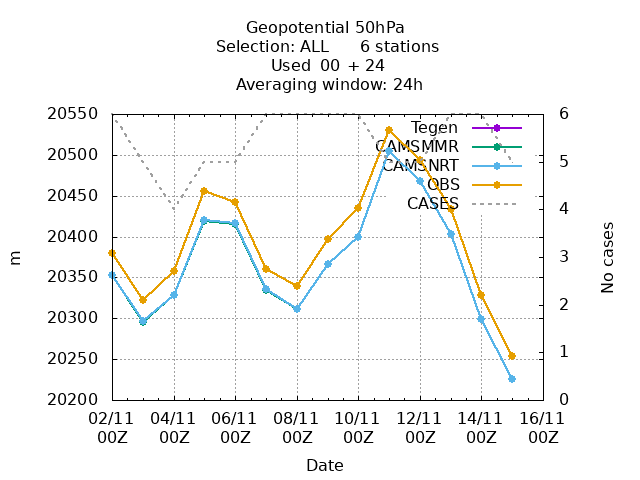 Geopotential 50hPa
Selection: ALL      6 stations
Used  00  + 24
Averaging window: 24h
20550
20500
20450
20400
20350
20300
20250
20200
m
6
5
4
3
2
1
0
No cases
Tegen
CAMSMMR
CAMSNRT
OBS
CASES
02/11 04/11 06/11 08/11 10/11 12/11 14/11 16/11
00Z 00Z 00Z 00Z 00Z 00Z 00Z 00Z
Date